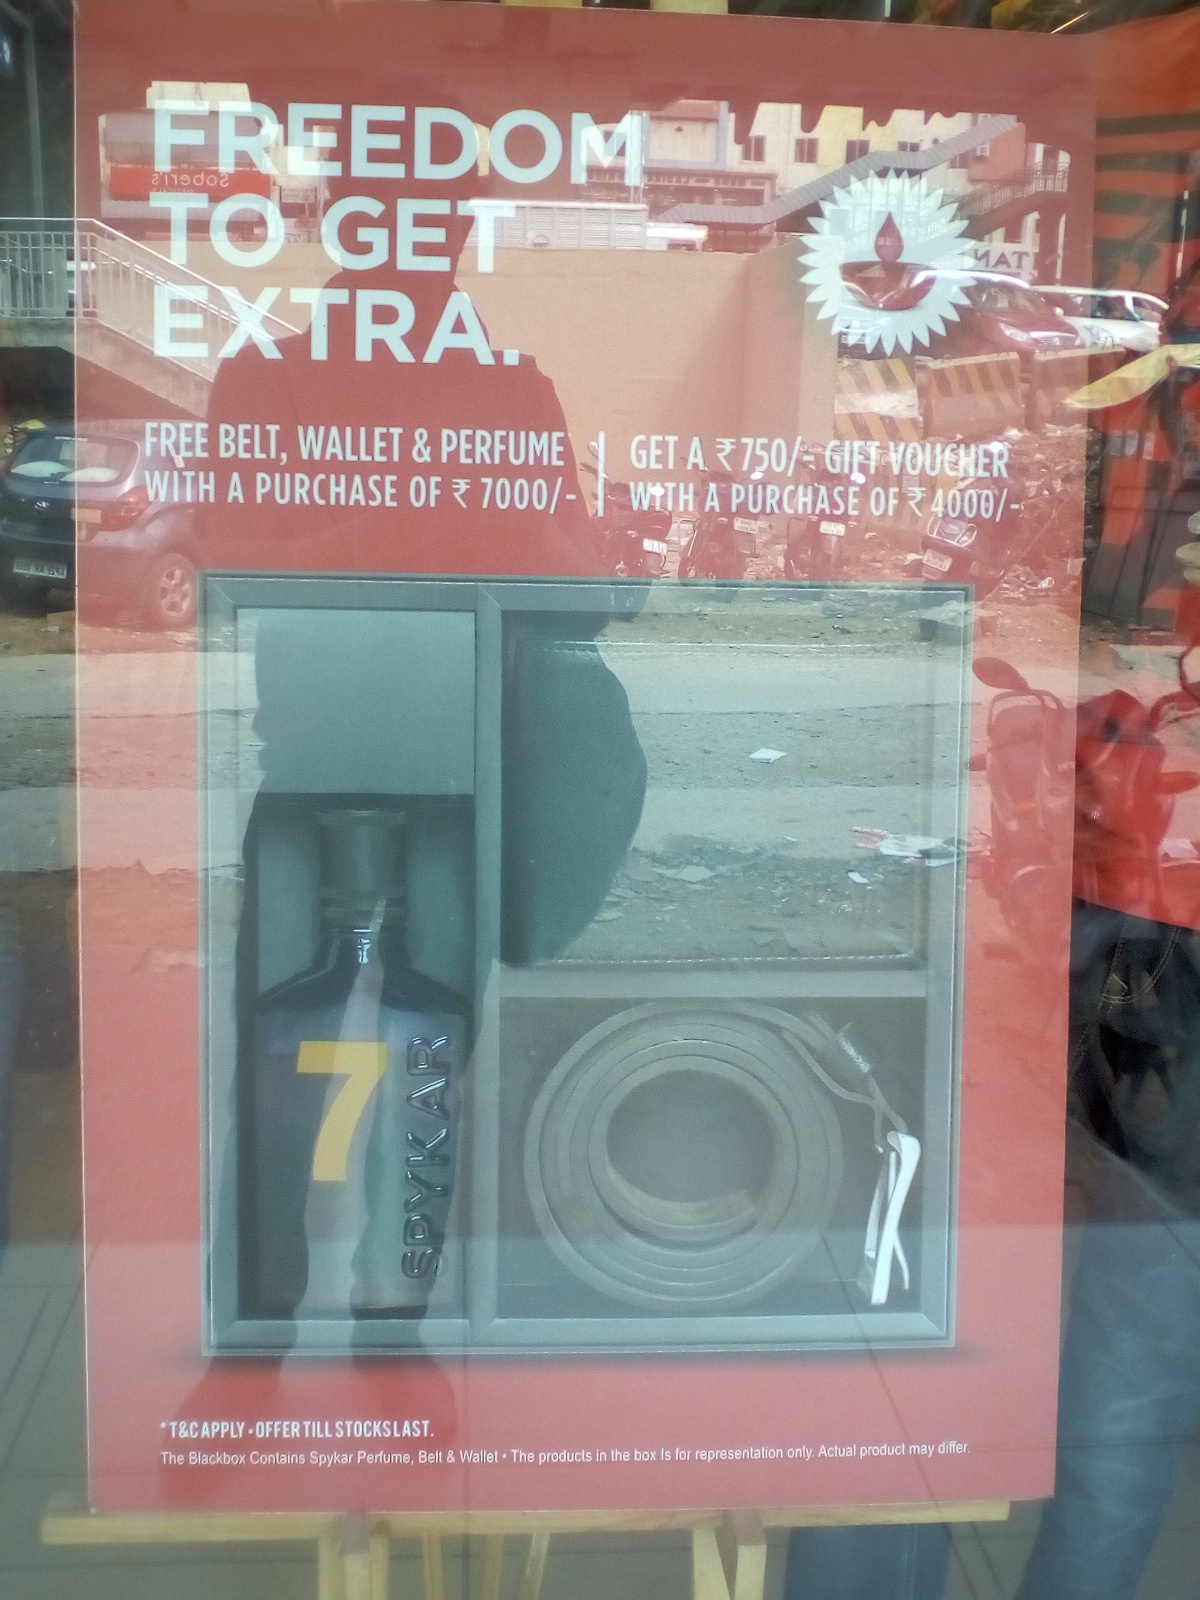 FREEDOM
TO GET
EXTRA.
FREE BELT, WALLET & PERFUME
WITH A PURCHASE OF ₹ 7000/-
GET A ₹ 750/- GIFT VOUCHER
WITH A PURCHASE OF ₹ 4000/-
Saberi's
TAN
7
SPYKAR
* T&C APPLY • OFFER TILL STOCKS LAST.
The Blackbox Contains Spykar Perfume, Belt & Wallet • The products in the box Is for representation only. Actual product may differ.